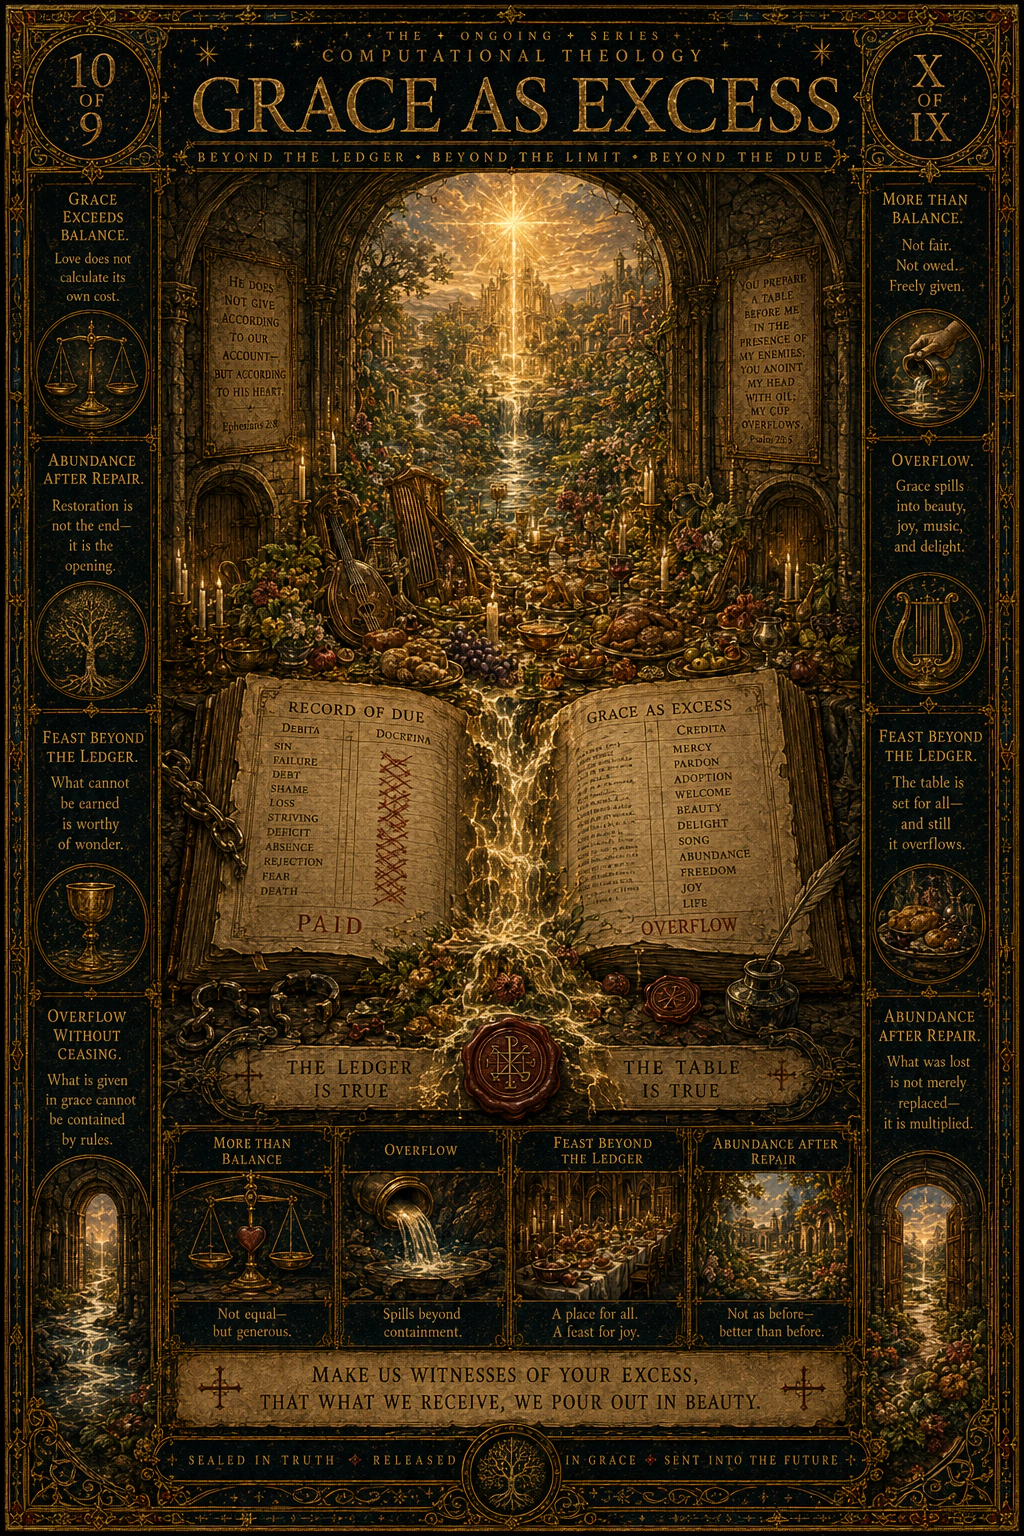 THE ✦ ONGOING ✦ SERIES
COMPUTATIONAL THEOLOGY
GRACE AS EXCESS
BEYOND THE LEDGER • BEYOND THE LIMIT • BEYOND THE DUE
10
OF
9
X
OF
IX
GRACE
EXCEEDS
BALANCE.
Love does not
calculate its
own cost.
ABUNDANCE
AFTER REPAIR.
Restoration is
not the end—
it is the
opening.
FEAST BEYOND
THE LEDGER.
What cannot
be earned
is worthy
of wonder.
OVERFLOW
WITHOUT
CEASING.
What is given
in grace cannot
be contained
by rules.
HE DOES
NOT GIVE
ACCORDING
TO OUR
ACCOUNT—
BUT ACCORDING
TO HIS HEART.
Ephesians 2:8
YOU PREPARE
A TABLE
BEFORE ME
IN THE
PRESENCE OF
MY ENEMIES;
YOU ANOINT
MY HEAD
WITH OIL;
MY CUP
OVERFLOWS.
Psalm 23:5
MORE THAN
BALANCE.
Not fair.
Not owed.
Freely given.
OVERFLOW.
Grace spills
into beauty,
joy, music,
and delight.
FEAST BEYOND
THE LEDGER.
The table is
set for all—
and still
it overflows.
ABUNDANCE
AFTER REPAIR.
What was lost
is not merely
replaced—
it is multiplied.
RECORD OF DUE
DEBITA
SIN
FAILURE
DEBT
SHAME
LOSS
STRIVING
DEFICIT
ABSENCE
REJECTION
FEAR
DEATH
PAID
GRACE AS EXCESS
CREDITA
MERCY
PARDON
ADOPTION
WELCOME
BEAUTY
DELIGHT
SONG
ABUNDANCE
FREEDOM
JOY
LIFE
OVERFLOW
THE LEDGER
IS TRUE
THE TABLE
IS TRUE
MORE THAN
BALANCE
Not equal—
but generous.
OVERFLOW
Spills beyond
containment.
FEAST BEYOND
THE LEDGER
A place for all.
A feast for joy.
ABUNDANCE AFTER
REPAIR
Not as before—
better than before.
MAKE US WITNESSES OF YOUR EXCESS,
THAT WHAT WE RECEIVE, WE POUR OUT IN BEAUTY.
SEALED IN TRUTH ✦ RELEASED IN GRACE ✦ SENT INTO THE FUTURE